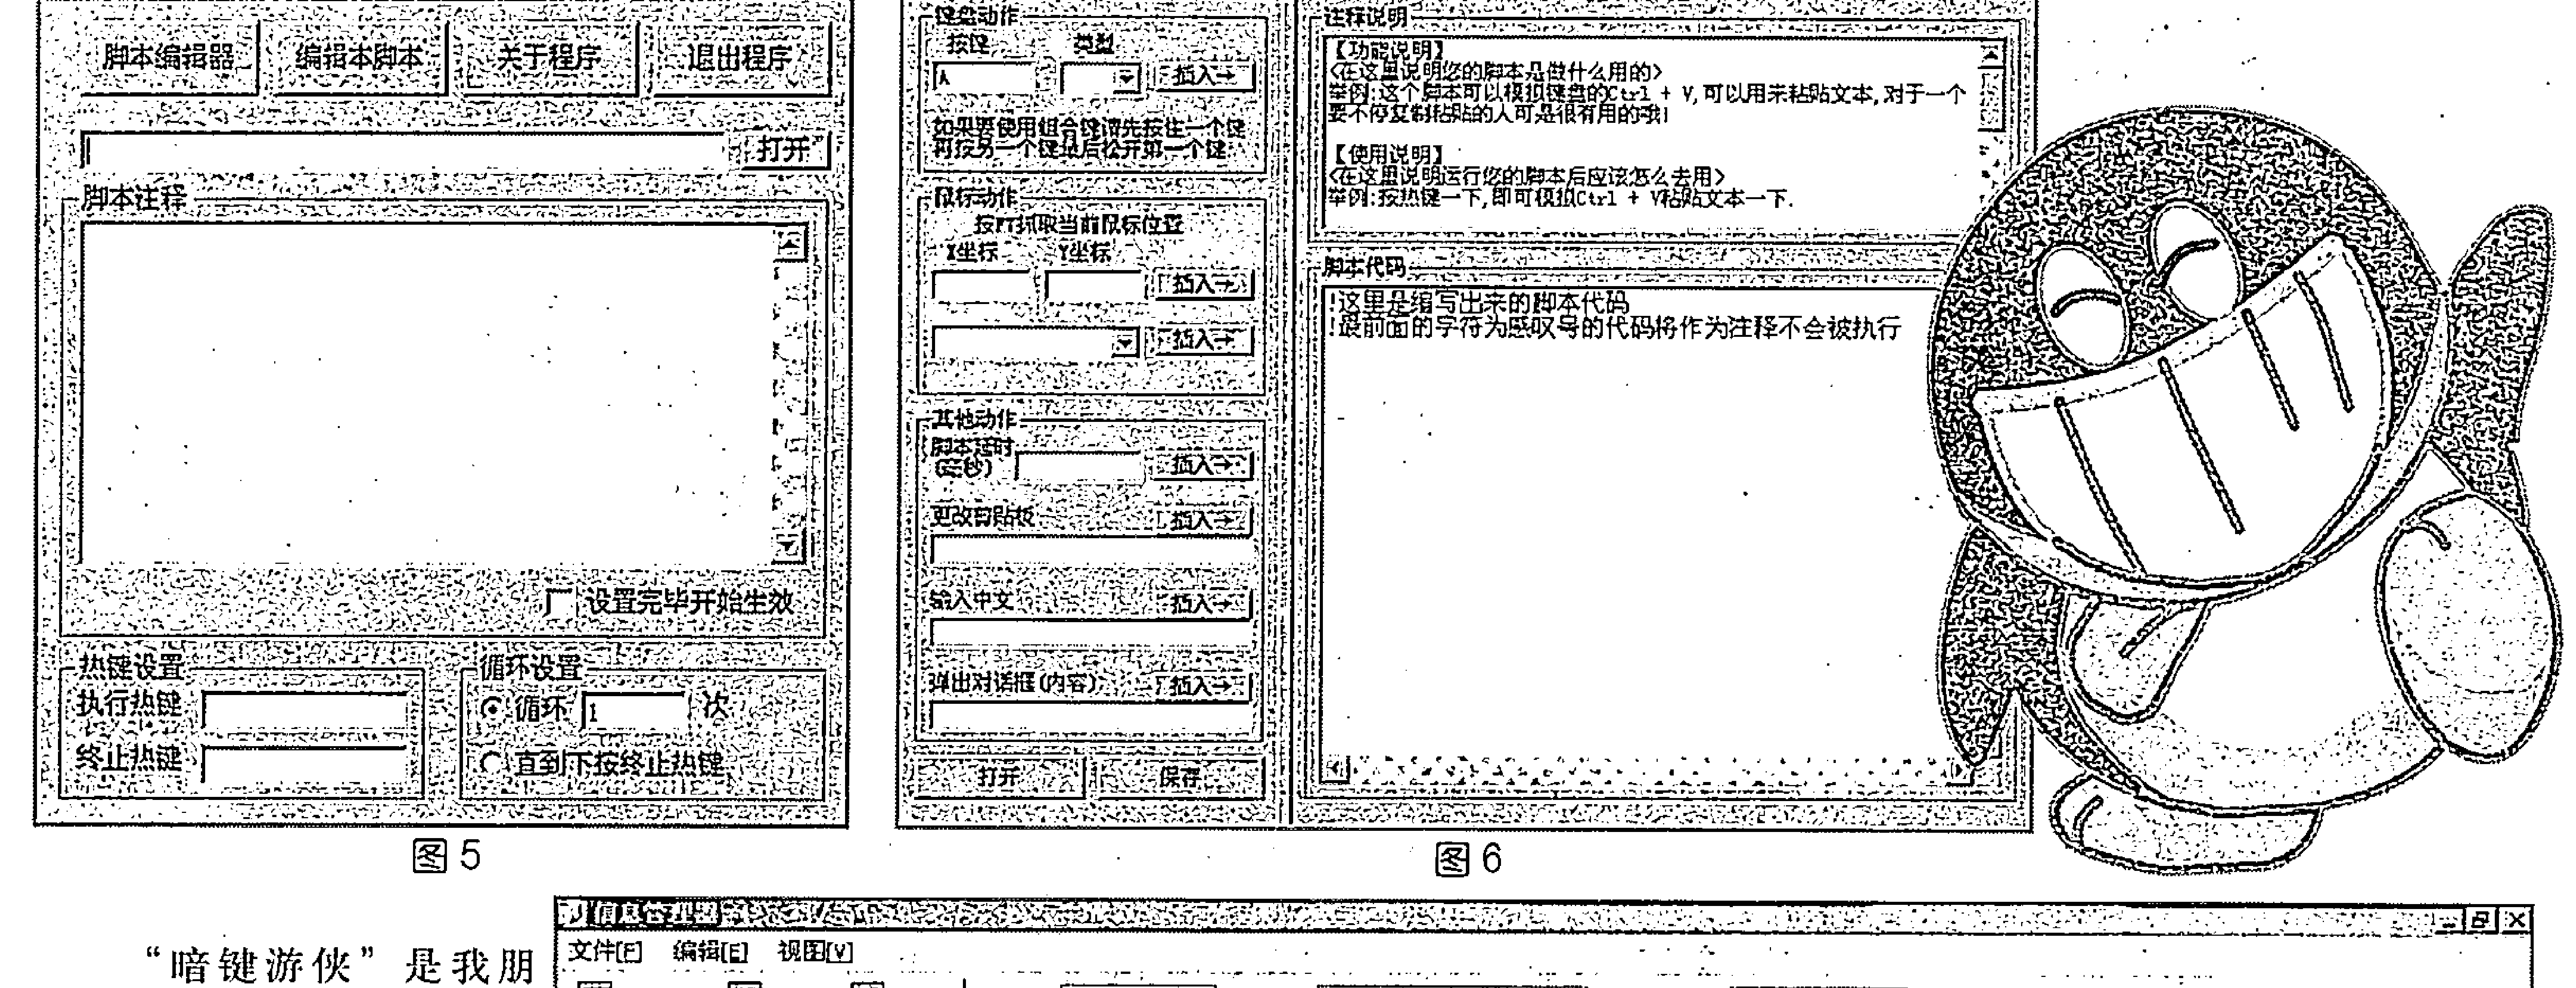 脚本编辑器 编辑本脚本 关于程序 退出程序
打开
脚本注释
设置完毕开始生效
热键设置
执行热键
终止热键
循环设置
循环 1 次
直到下按终止热键
图 5
键盘动作
按键 类型
A 插入→
如果要使用组合键请先按住一个键
再按另一个键最后松开第一个键
鼠标动作
按F7抓取当前鼠标位置
X坐标 Y坐标
插入→
插入→
其他动作
脚本延时
(毫秒) 插入→
更改剪贴板 插入→
输入中文 插入→
弹出对话框(内容) 插入→
打开 保存
注释说明
【功能说明】
<在这里说明您的脚本是做什么用的>
举例:这个脚本可以模拟键盘的Ctrl + V,可以用来粘贴文本,对于一个
要不停复制粘贴的人可是很有用的哦!
【使用说明】
<在这里说明运行您的脚本后应该怎么去用>
举例:按热键一下,即可模拟Ctrl + V粘贴文本一下.
脚本代码
!这里是编写出来的脚本代码
!最前面的字符为感叹号的代码将作为注释不会被执行
图 6
“暗键游侠”是我朋
信息管理器
文件[F] 编辑[E] 视图[V]